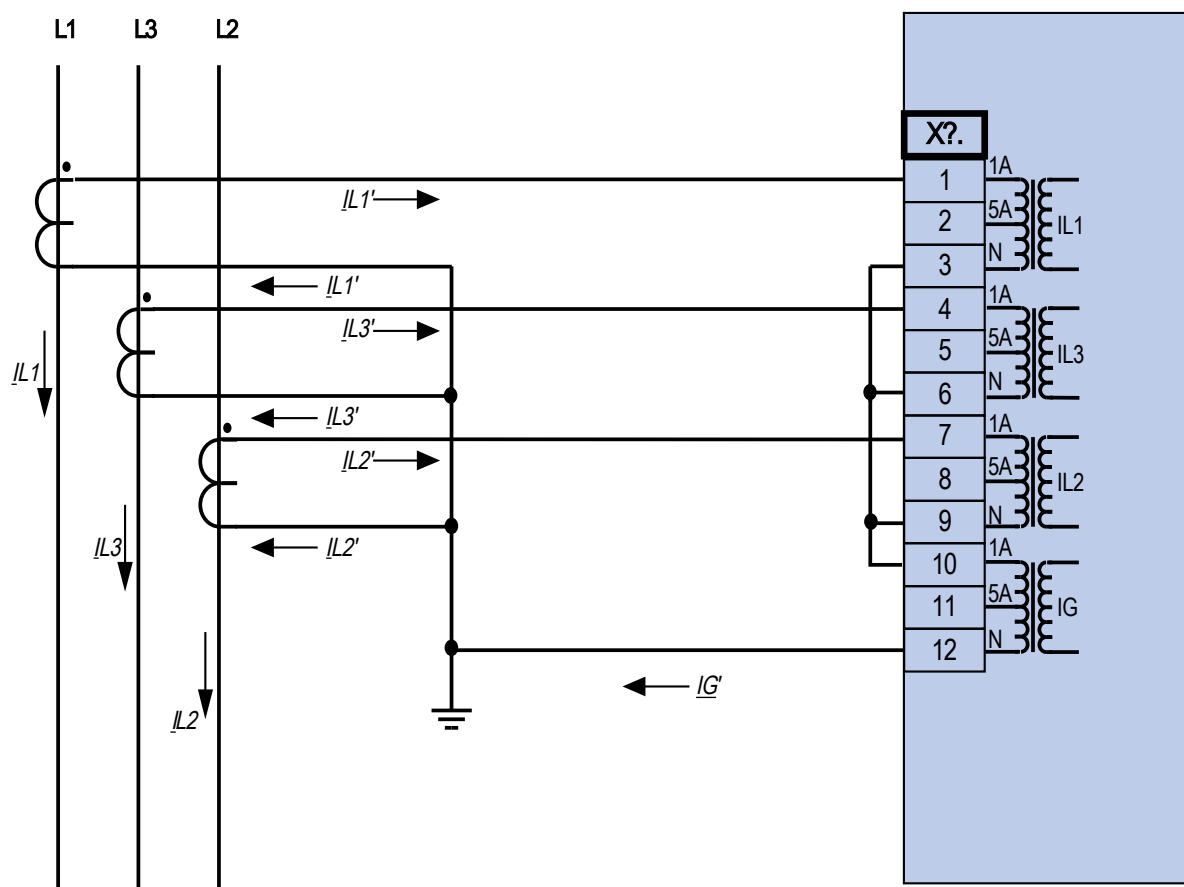 L1 L3 L2
X?.
1 1A
IL1'
2 5A IL1
3 N
IL1'
4 1A
IL3'
5 5A IL3
IL1
6 N
IL3'
7 1A
IL2'
8 5A IL2
9 N
IL3
IL2'
10 1A
11 5A IG
12 N
IG'
IL2